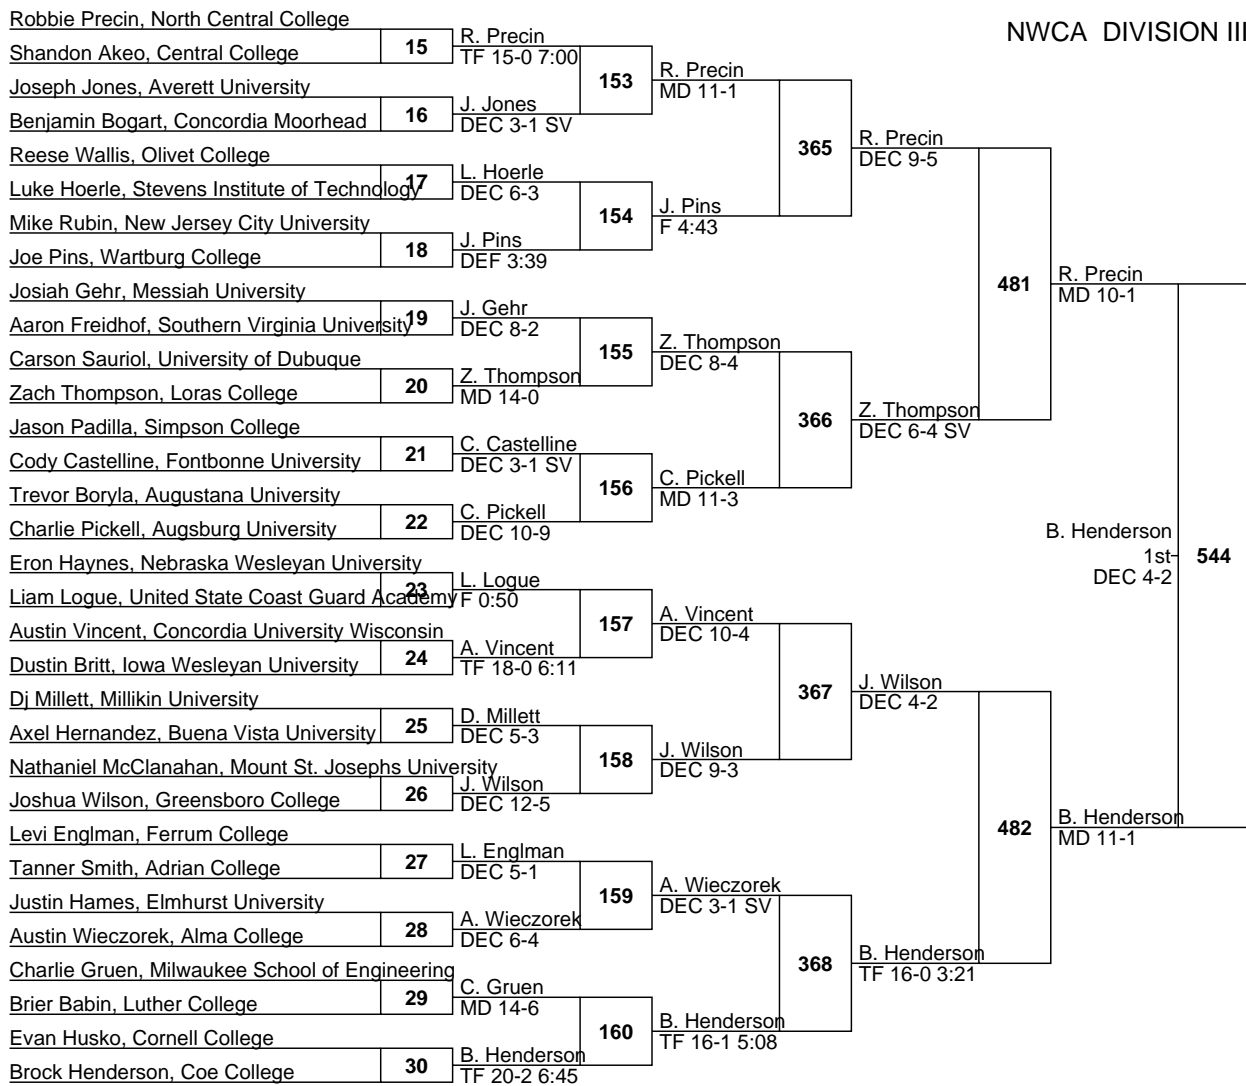 NWCA DIVISION III
Robbie Precin, North Central College
Shandon Akeo, Central College
Joseph Jones, Averett University
Benjamin Bogart, Concordia Moorhead
Reese Wallis, Olivet College
Luke Hoerle, Stevens Institute of Technology
Mike Rubin, New Jersey City University
Joe Pins, Wartburg College
Josiah Gehr, Messiah University
Aaron Freidhof, Southern Virginia University
Carson Sauriol, University of Dubuque
Zach Thompson, Loras College
Jason Padilla, Simpson College
Cody Castelline, Fontbonne University
Trevor Boryla, Augustana University
Charlie Pickell, Augsburg University
Eron Haynes, Nebraska Wesleyan University
Liam Logue, United State Coast Guard Academy
Austin Vincent, Concordia University Wisconsin
Dustin Britt, Iowa Wesleyan University
Dj Millett, Millikin University
Axel Hernandez, Buena Vista University
Nathaniel McClanahan, Mount St. Josephs University
Joshua Wilson, Greensboro College
Levi Englman, Ferrum College
Tanner Smith, Adrian College
Justin Hames, Elmhurst University
Austin Wieczorek, Alma College
Charlie Gruen, Milwaukee School of Engineering
Brier Babin, Luther College
Evan Husko, Cornell College
Brock Henderson, Coe College
15
16
17
18
19
20
21
22
23
24
25
26
27
28
29
30
R. Precin
TF 15-0 7:00
J. Jones
DEC 3-1 SV
L. Hoerle
DEC 6-3
J. Pins
DEF 3:39
J. Gehr
DEC 8-2
Z. Thompson
MD 14-0
C. Castelline
DEC 3-1 SV
C. Pickell
DEC 10-9
L. Logue
F 0:50
A. Vincent
TF 18-0 6:11
D. Millett
DEC 5-3
J. Wilson
DEC 12-5
L. Englman
DEC 5-1
A. Wieczorek
DEC 6-4
C. Gruen
MD 14-6
B. Henderson
TF 20-2 6:45
153
154
155
156
157
158
159
160
R. Precin
MD 11-1
J. Pins
F 4:43
Z. Thompson
DEC 8-4
C. Pickell
MD 11-3
A. Vincent
DEC 10-4
J. Wilson
DEC 9-3
A. Wieczorek
DEC 3-1 SV
B. Henderson
TF 16-1 5:08
365
366
367
368
R. Precin
DEC 9-5
Z. Thompson
DEC 6-4 SV
J. Wilson
DEC 4-2
B. Henderson
TF 16-0 3:21
481
482
R. Precin
MD 10-1
B. Henderson
MD 11-1
B. Henderson
1st
DEC 4-2
544